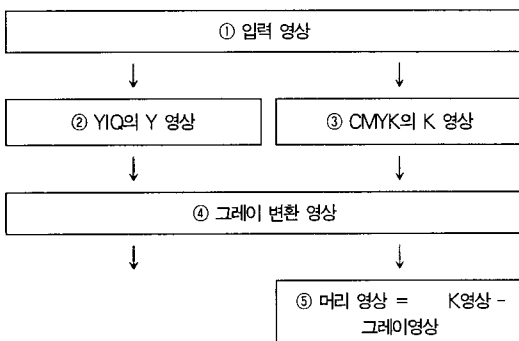 ① 입력 영상
② YIQ의 Y 영상
③ CMYK의 K 영상
④ 그레이 변환 영상
⑤ 머리 영상 = K영상 -
그레이영상